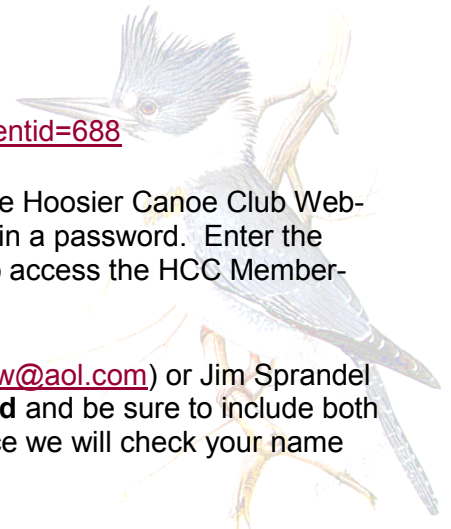 entid=688
e Hoosier Canoe Club Web-
in a password.  Enter the
o access the HCC Member-
w@aol.com) or Jim Sprandel
d and be sure to include both
ce we will check your name